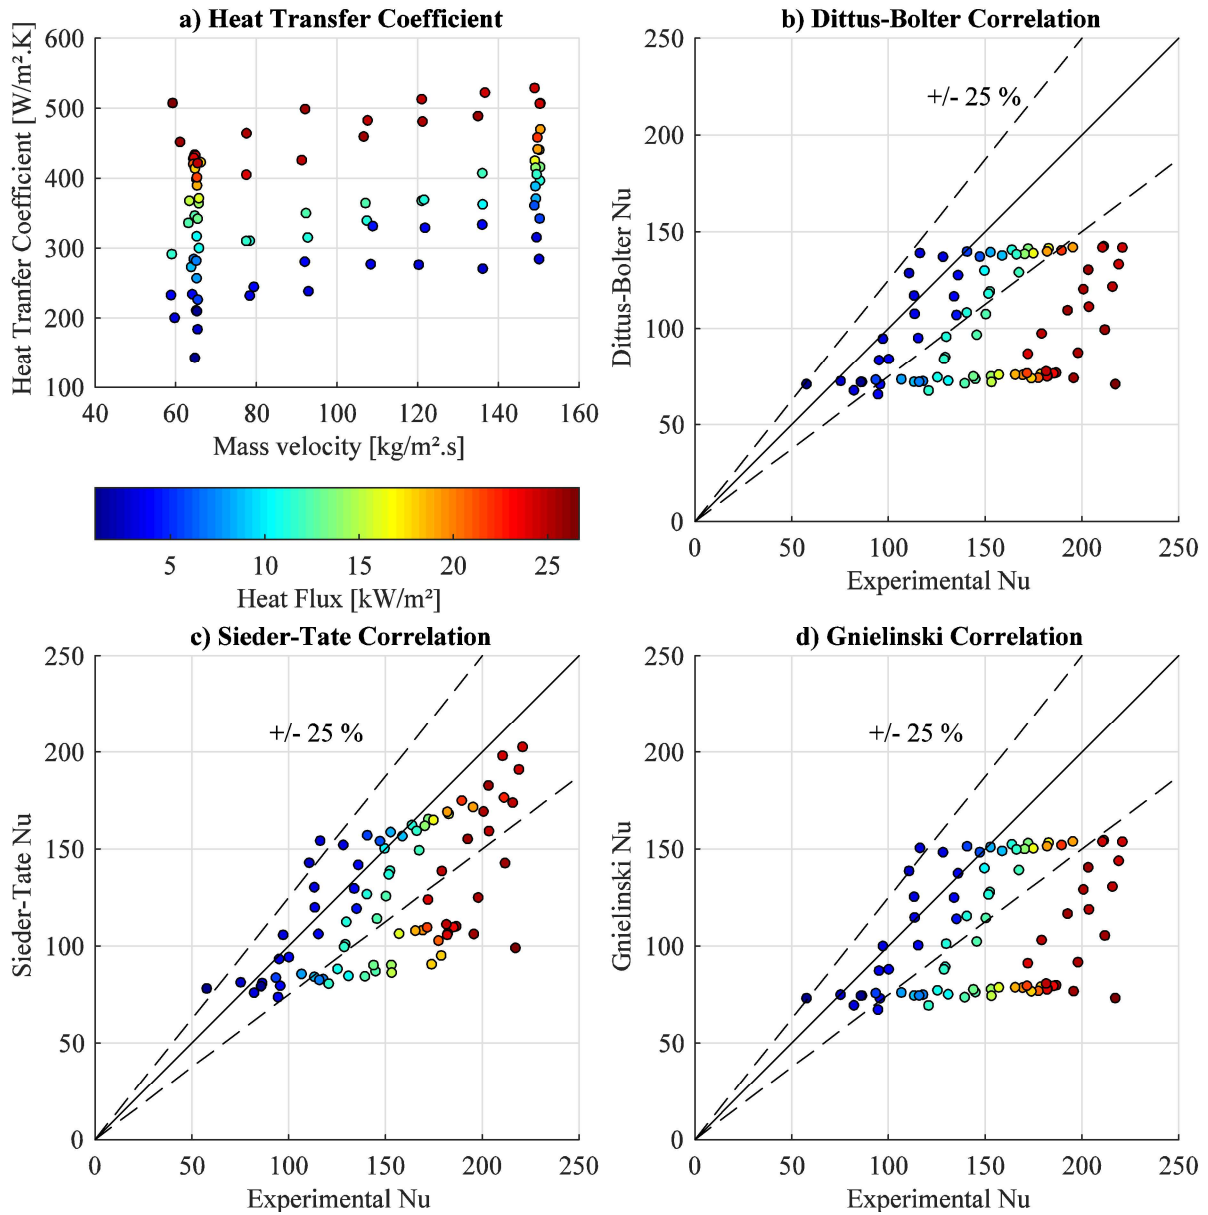 a) Heat Transfer Coefficient
Heat Tranfer Coefficient [W/m².K]
600
500
400
300
200
100
40 60 80 100 120 140 160
Mass velocity [kg/m².s]
5 10 15 20 25
Heat Flux [kW/m²]
b) Dittus-Bolter Correlation
+/- 25 %
Dittus-Bolter Nu
250
200
150
100
50
0
0 50 100 150 200 250
Experimental Nu
c) Sieder-Tate Correlation
+/- 25 %
Sieder-Tate Nu
250
200
150
100
50
0
0 50 100 150 200 250
Experimental Nu
d) Gnielinski Correlation
+/- 25 %
Gnielinski Nu
250
200
150
100
50
0
0 50 100 150 200 250
Experimental Nu